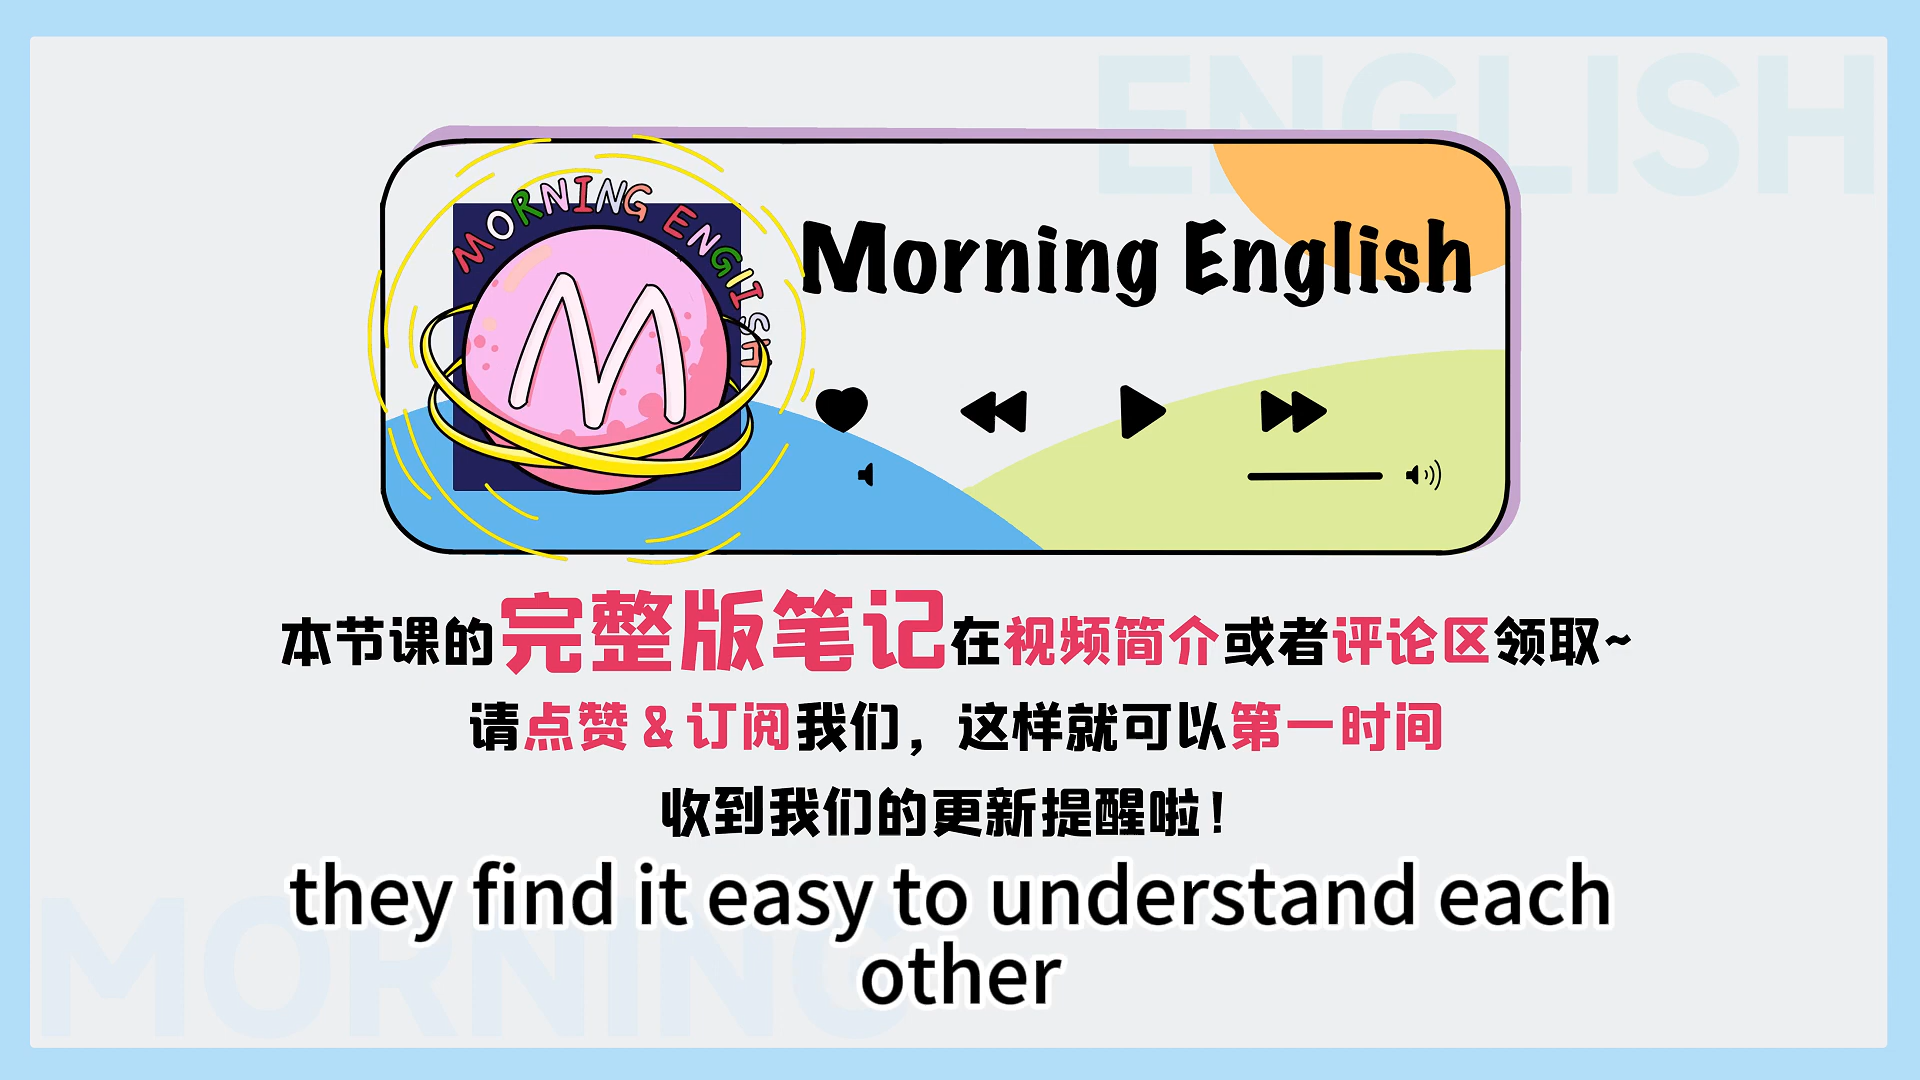 ENGLISH
MORNING ENGLISH
M
Morning English
本节课的完整版笔记在视频简介或者评论区领取~
请点赞&订阅我们，这样就可以第一时间
收到我们的更新提醒啦！
they find it easy to understand each
other
MORNING